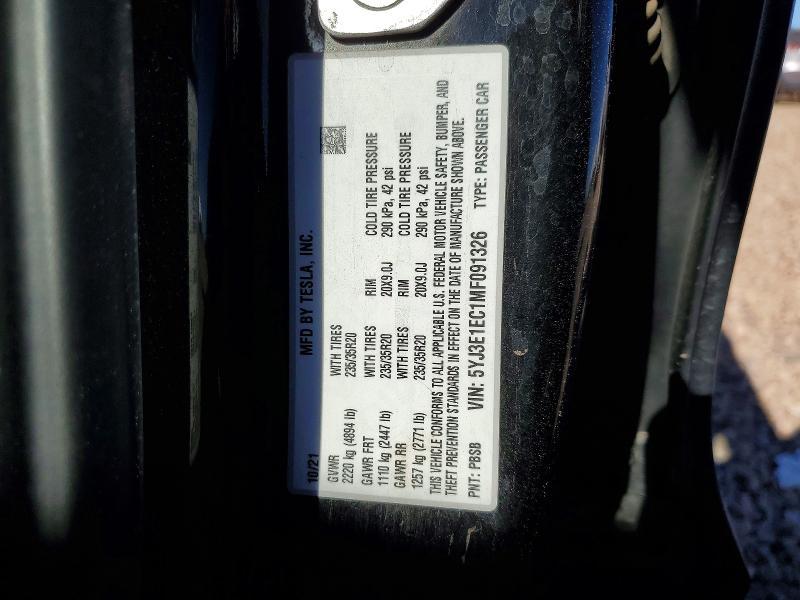 10/21 MFD BY TESLA, INC.
GVWR WITH TIRES
2220 kg (4894 lb) 235/35R20
GAWR FRT WITH TIRES RIM COLD TIRE PRESSURE
1110 kg (2447 lb) 235/35R20 20X9.0J 290 kPa, 42 psi
GAWR RR WITH TIRES RIM COLD TIRE PRESSURE
1257 kg (2771 lb) 235/35R20 20X9.0J 290 kPa, 42 psi
THIS VEHICLE CONFORMS TO ALL APPLICABLE U.S. FEDERAL MOTOR VEHICLE SAFETY, BUMPER, AND
THEFT PREVENTION STANDARDS IN EFFECT ON THE DATE OF MANUFACTURE SHOWN ABOVE.
PNT: PBSB VIN: 5YJ3E1EC1MF091326 TYPE: PASSENGER CAR